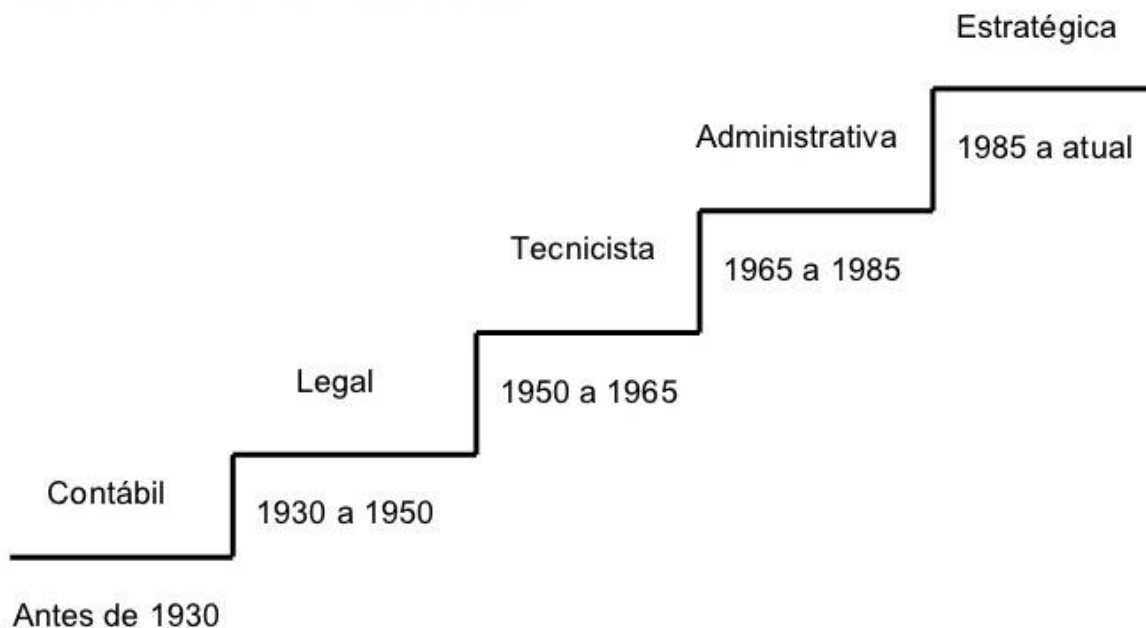 Estratégica
Administrativa
1985 a atual
Tecnicista
1965 a 1985
Legal
1950 a 1965
Contábil
1930 a 1950
Antes de 1930